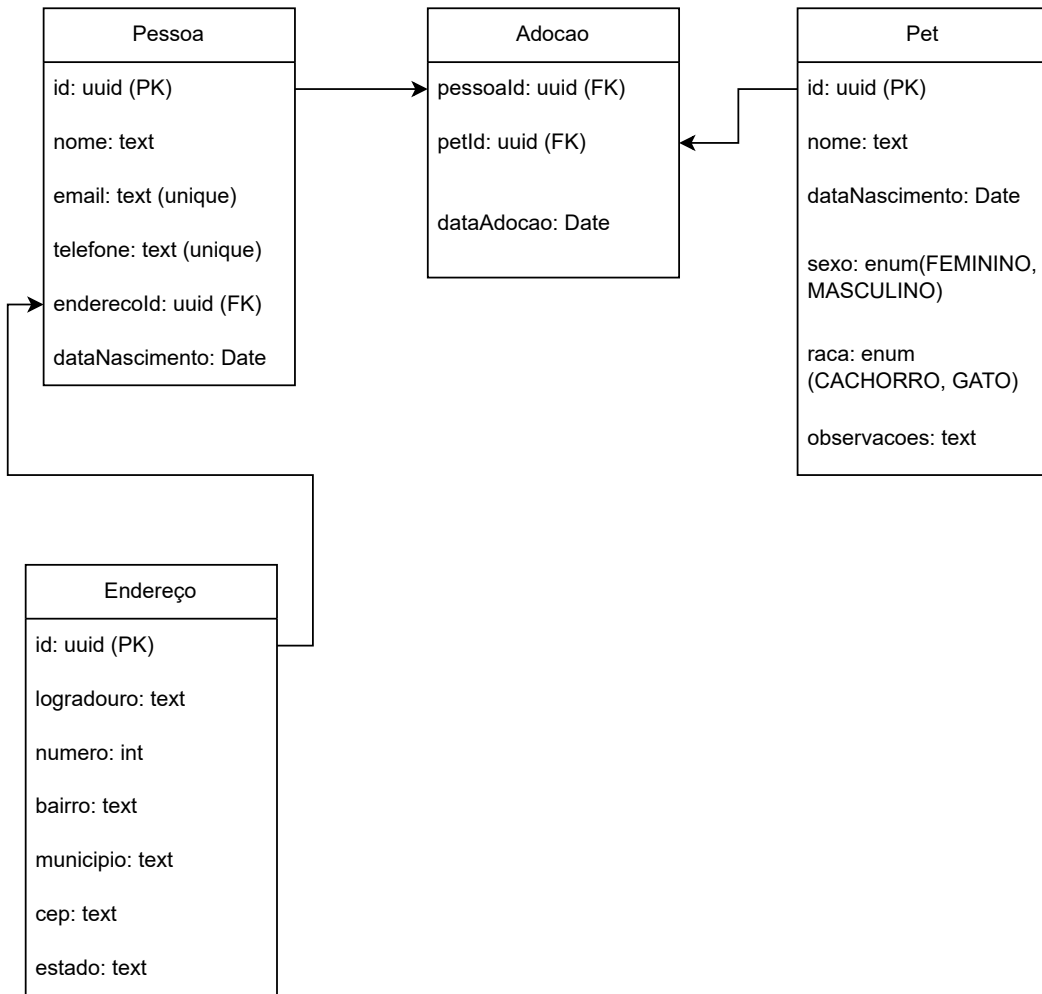 Pessoa
id: uuid (PK)
nome: text
email: text (unique)
telefone: text (unique)
enderecoId: uuid (FK)
dataNascimento: Date
Adocao
pessoaId: uuid (FK)
petId: uuid (FK)
dataAdocao: Date
Pet
id: uuid (PK)
nome: text
dataNascimento: Date
sexo: enum(FEMININO,
MASCULINO)
raca: enum
(CACHORRO, GATO)
observacoes: text
Endereço
id: uuid (PK)
logradouro: text
numero: int
bairro: text
municipio: text
cep: text
estado: text